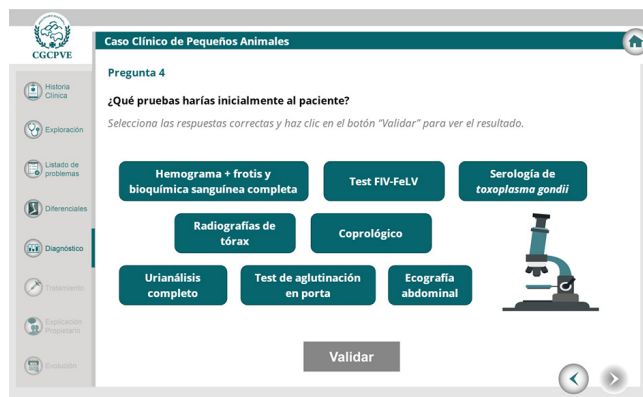 CGCPVE
Caso Clínico de Pequeños Animales
Historia
Clínica
Exploración
Listado de
problemas
Diferenciales
Diagnóstico
Tratamiento
Explicación
Propietario
Evolución
Pregunta 4
¿Qué pruebas harías inicialmente al paciente?
Selecciona las respuestas correctas y haz clic en el botón "Validar" para ver el resultado.
Hemograma + frotis y
bioquímica sanguínea completa
Test FIV-FeLV
Serología de
toxoplasma gondii
Radiografías de
tórax
Coprológico
Urianálisis
completo
Test de aglutinación
en porta
Ecografía
abdominal
Validar